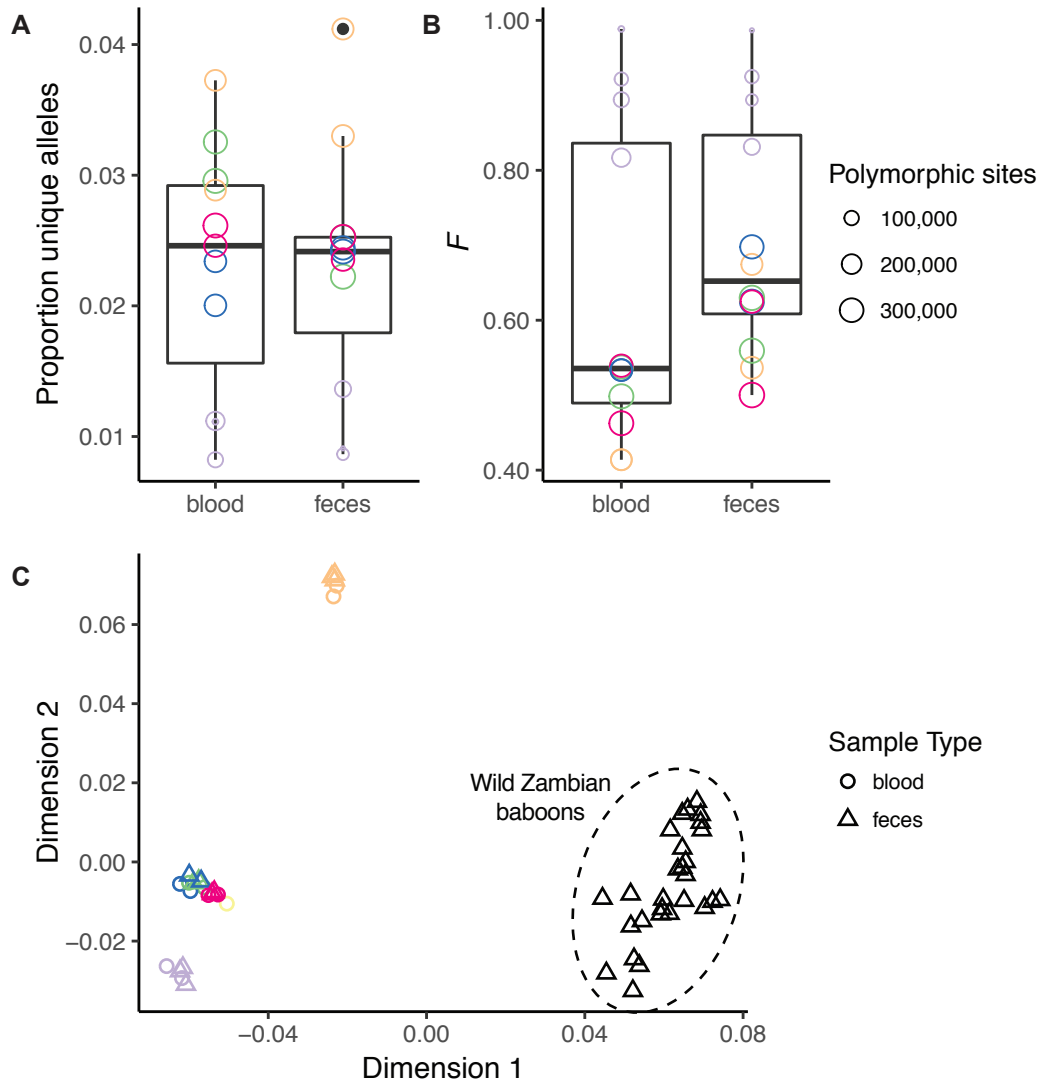 A
Proportion unique alleles
0.04
0.03
0.02
0.01
blood
feces
B
F
1.00
0.80
0.60
0.40
blood
feces
Polymorphic sites
100,000
200,000
300,000
C
Dimension 2
0.06
0.04
0.02
0.00
−0.02
Wild Zambian
baboons
−0.04
0.00
0.04
0.08
Dimension 1
Sample Type
blood
feces